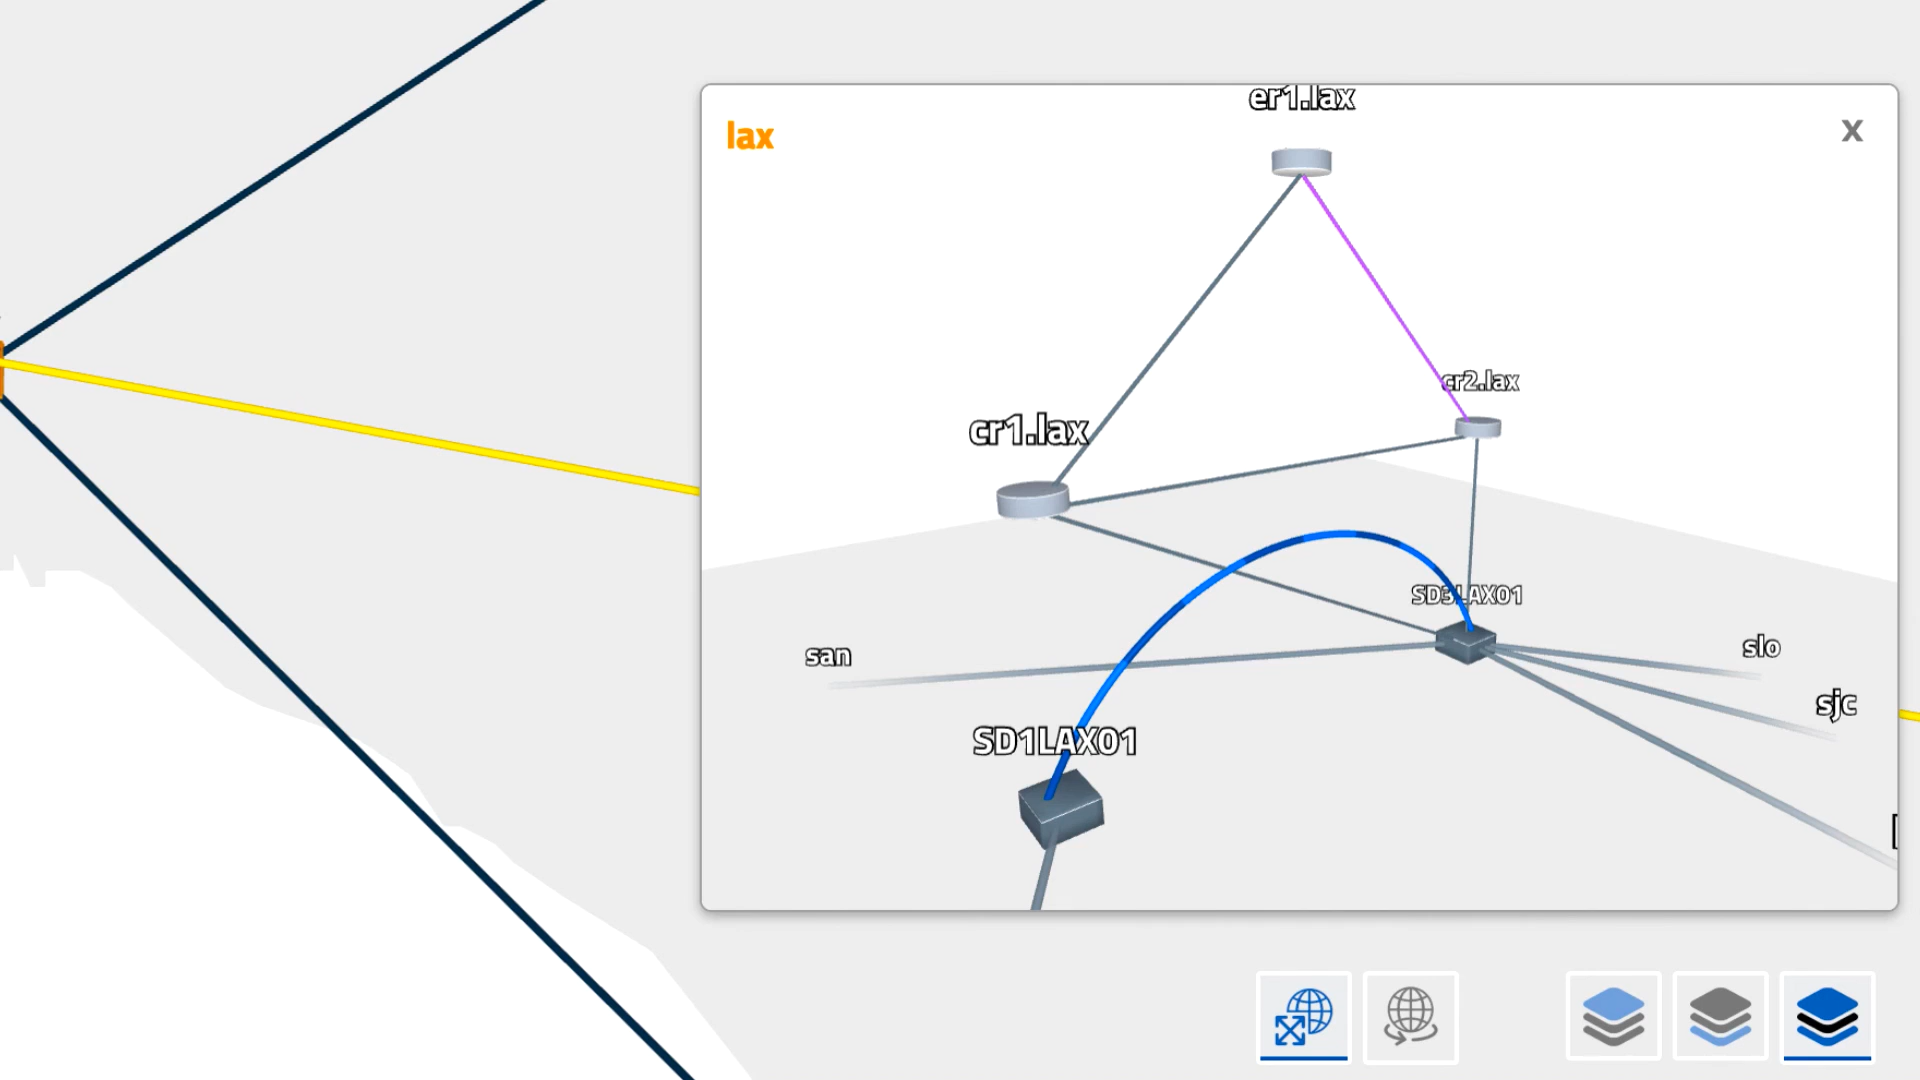 er1.lax
lax
X
cr2.lax
cr1.lax
SD3LAX01
san
slo
sjc
SD1LAX01